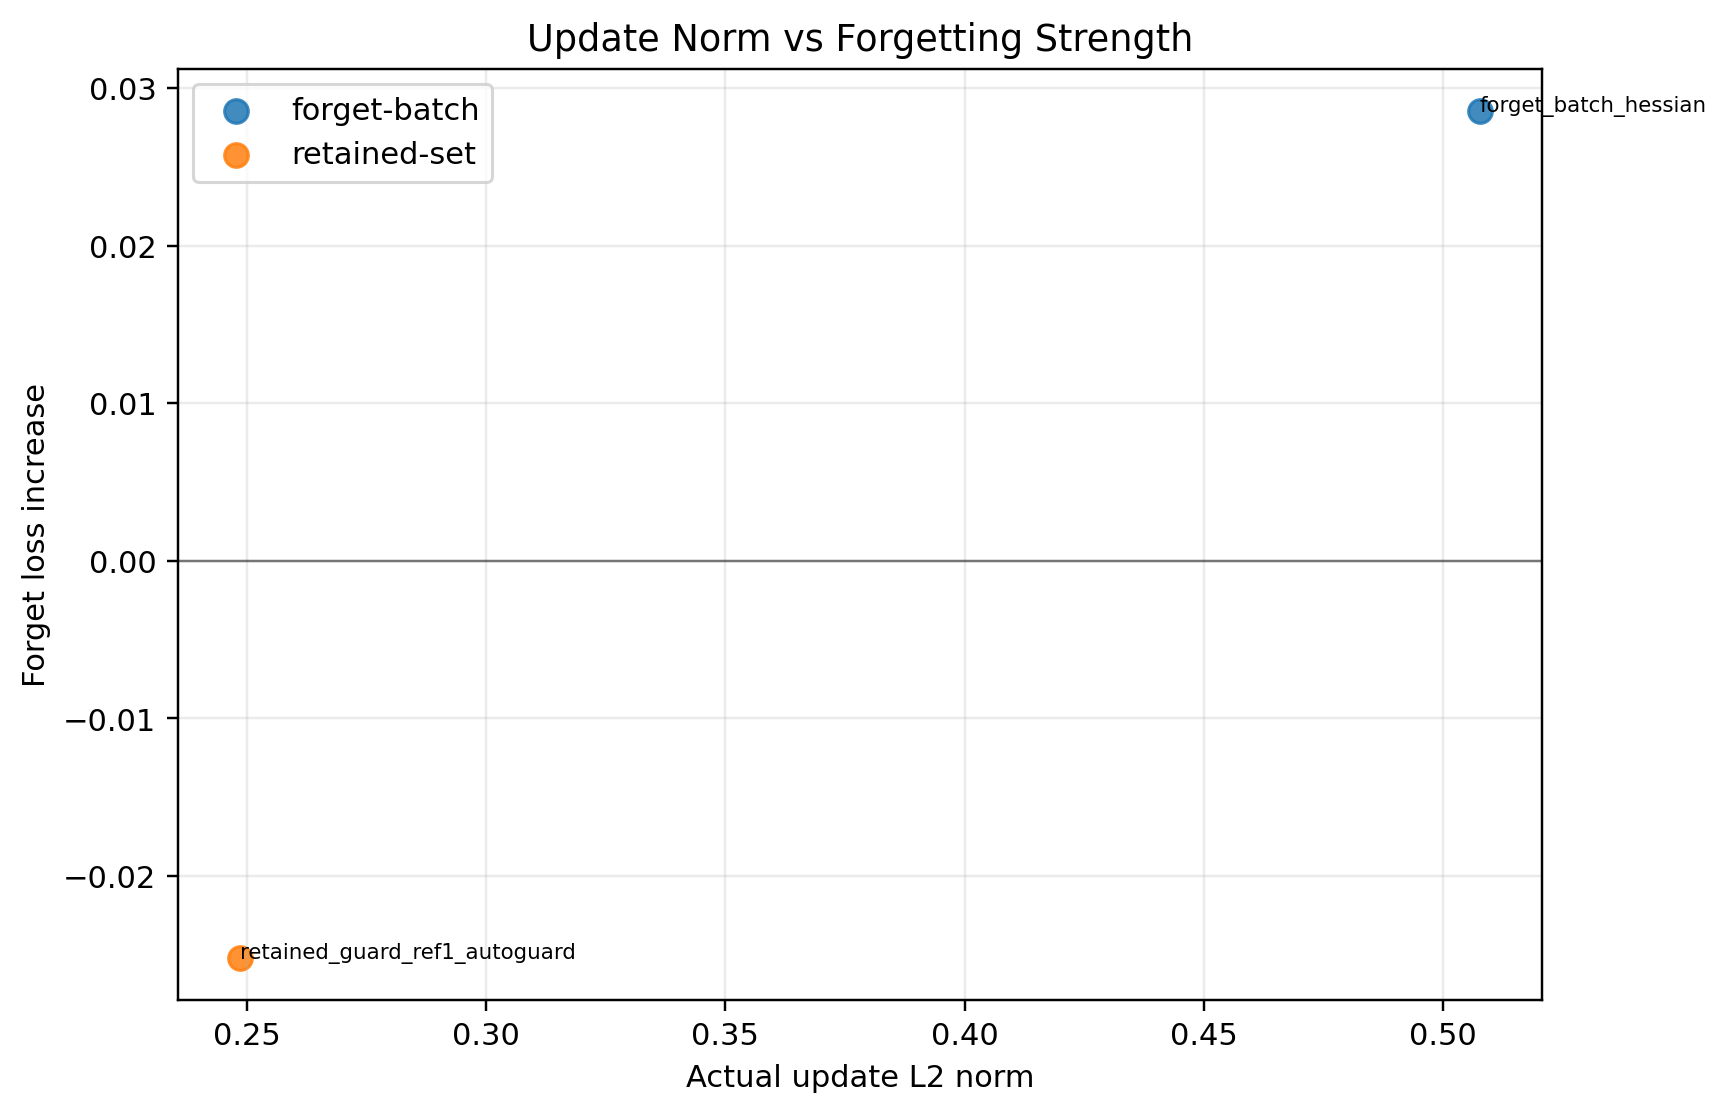 Update Norm vs Forgetting Strength
forget-batch
retained-set
forget_batch_hessian
retained_guard_ref1_autoguard
Forget loss increase
0.03
0.02
0.01
0.00
−0.01
−0.02
0.25 0.30 0.35 0.40 0.45 0.50
Actual update L2 norm